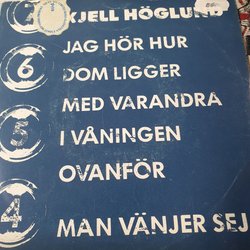 KJELL HÖGLUND
JAG HÖR HUR
6
DOM LIGGER
MED VARANDRA
5
I VÅNINGEN
OVANFÖR
4
MAN VÄNJER SEJ